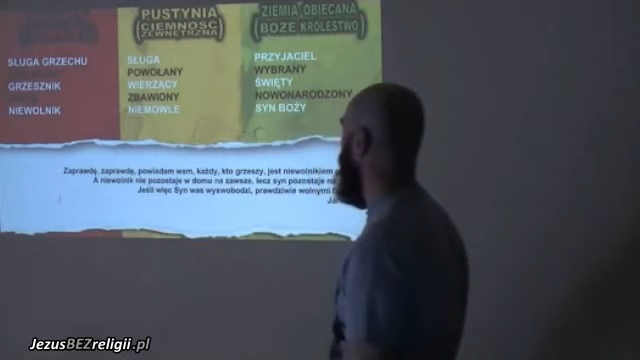 PUSTYNIA
(CIEMNOŚĆ
ZEWNĘTRZNA)
ZIEMIA OBIECANA
(BOŻE KRÓLESTWO)
SŁUGA GRZECHU
GRZESZNIK
NIEWOLNIK
SŁUGA
POWOŁANY
WIERZĄCY
ZBAWIONY
NIEMOWLĘ
PRZYJACIEL
WYBRANY
ŚWIĘTY
NOWONARODZONY
SYN BOŻY
Zaprawdę, zaprawdę, powiadam wam, każdy, kto grzeszy, jest niewolnikiem
A niewolnik nie pozostaje w domu na zawsze, lecz syn pozostaje
Jeśli więc Syn was wyswobodzi, prawdziwie wolnymi
JezusBEZreligii.pl